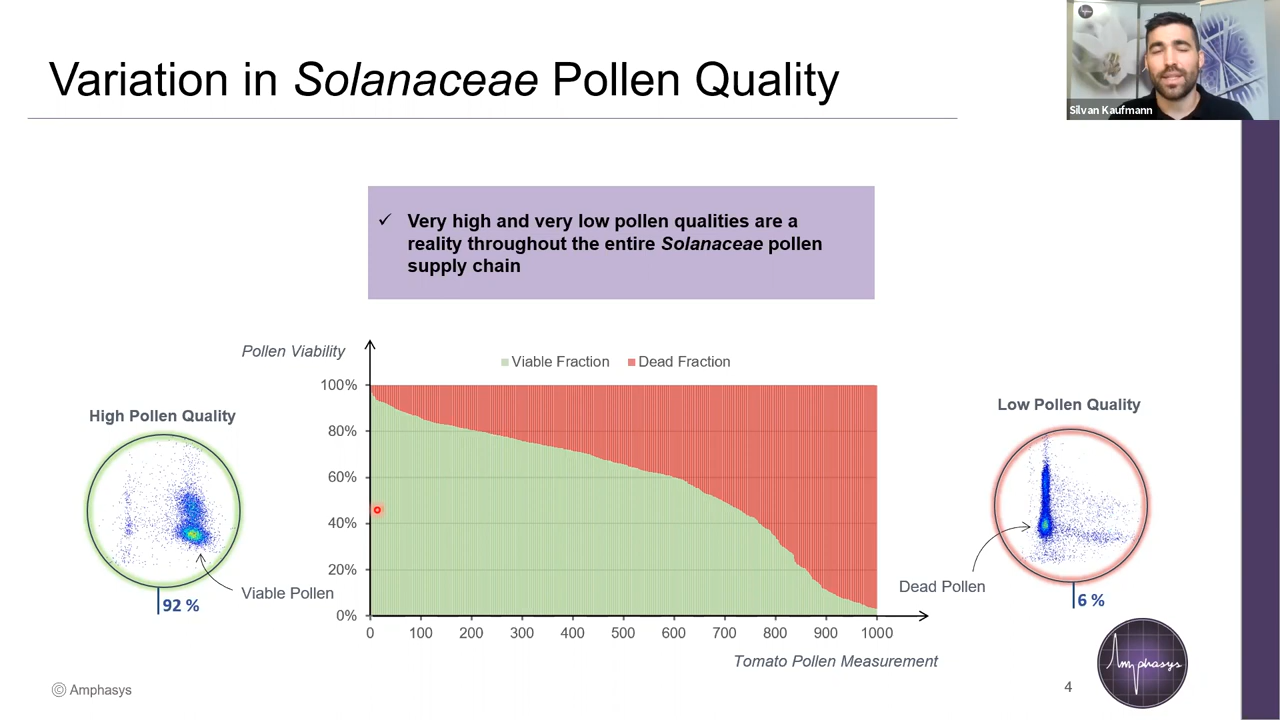 Variation in Solanaceae Pollen Quality
Silvan Kaufmann
✓ Very high and very low pollen qualities are a
reality throughout the entire Solanaceae pollen
supply chain
Pollen Viability
Viable Fraction
Dead Fraction
100%
80%
60%
40%
20%
0%
0 100 200 300 400 500 600 700 800 900 1000
Tomato Pollen Measurement
High Pollen Quality
Viable Pollen
92 %
Low Pollen Quality
Dead Pollen
6 %
© Amphasys
4
Amphasys